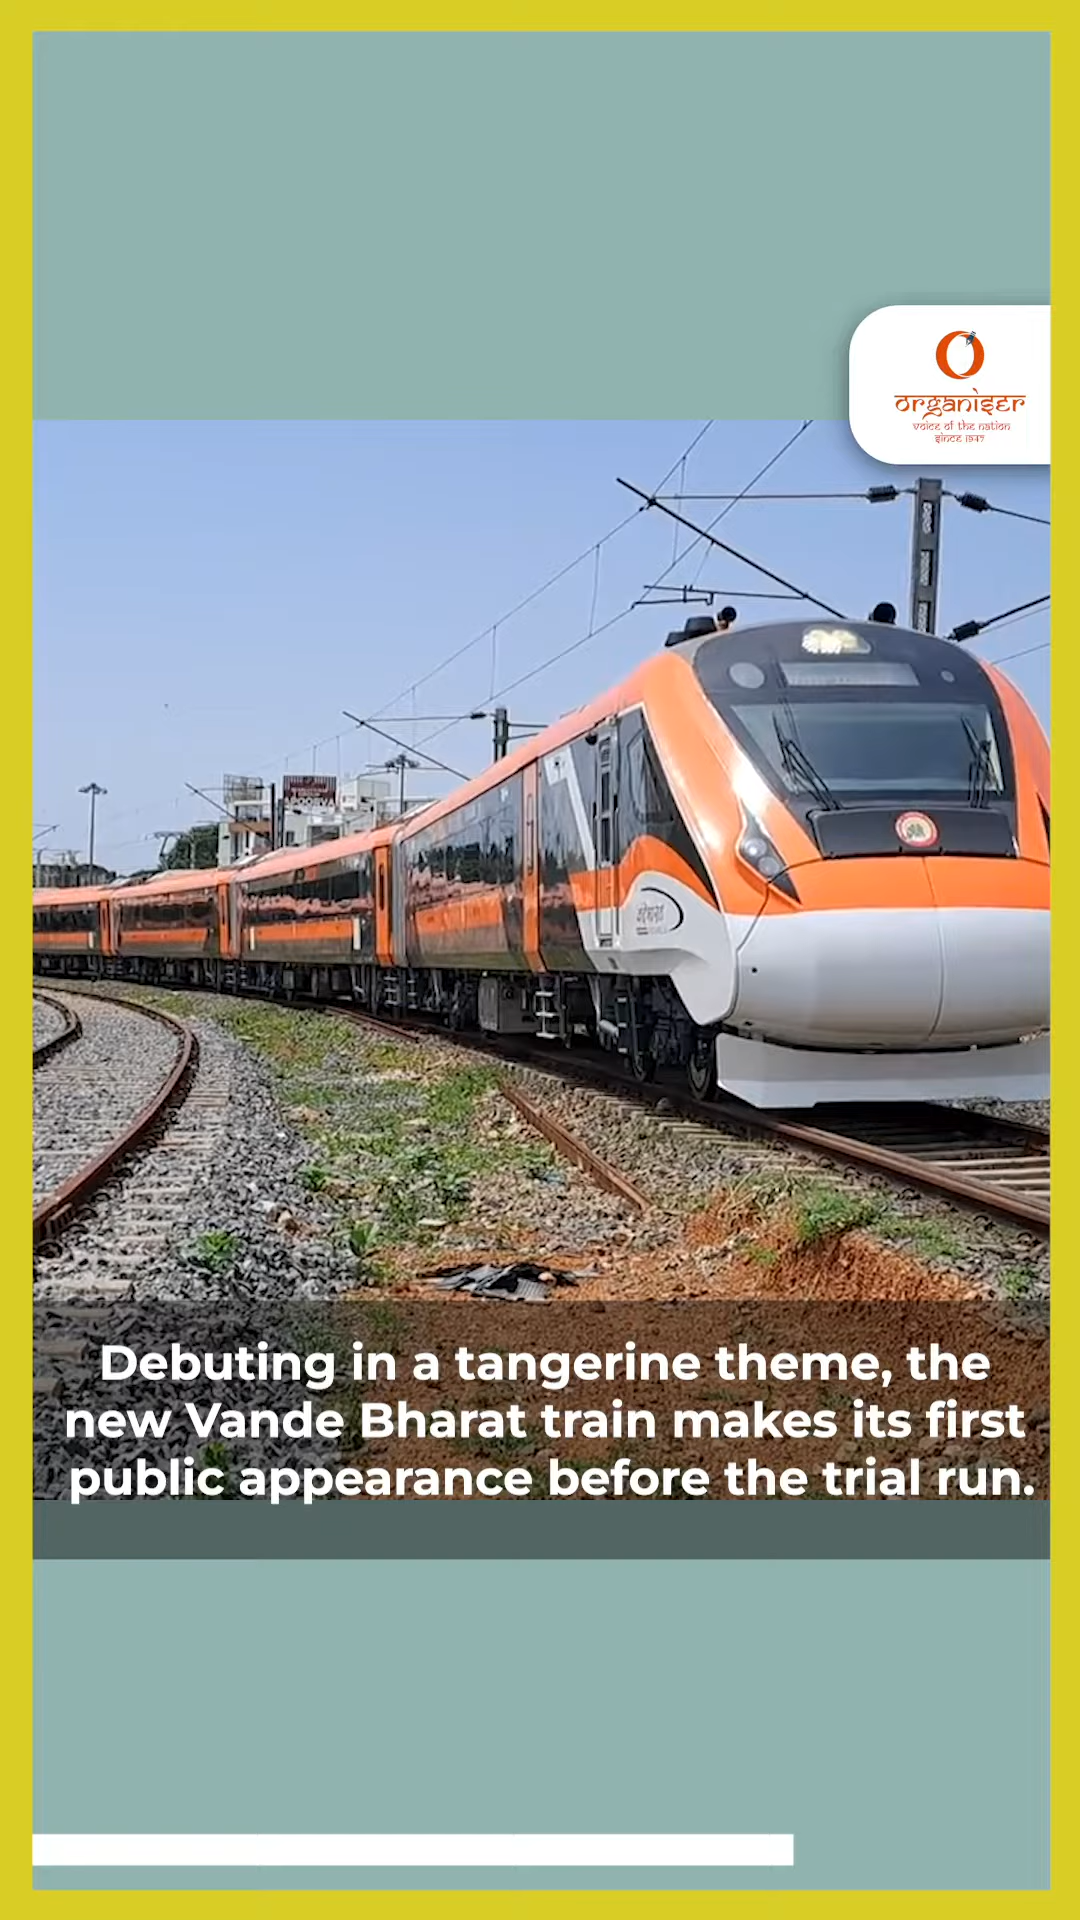 organiser
voice of the nation
since 1947
Debuting in a tangerine theme, the
new Vande Bharat train makes its first
public appearance before the trial run.